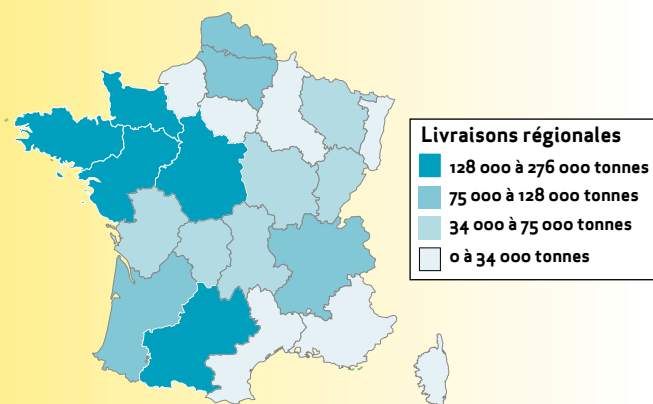 Livraisons régionales
128 000 à 276 000 tonnes
75 000 à 128 000 tonnes
34 000 à 75 000 tonnes
0 à 34 000 tonnes